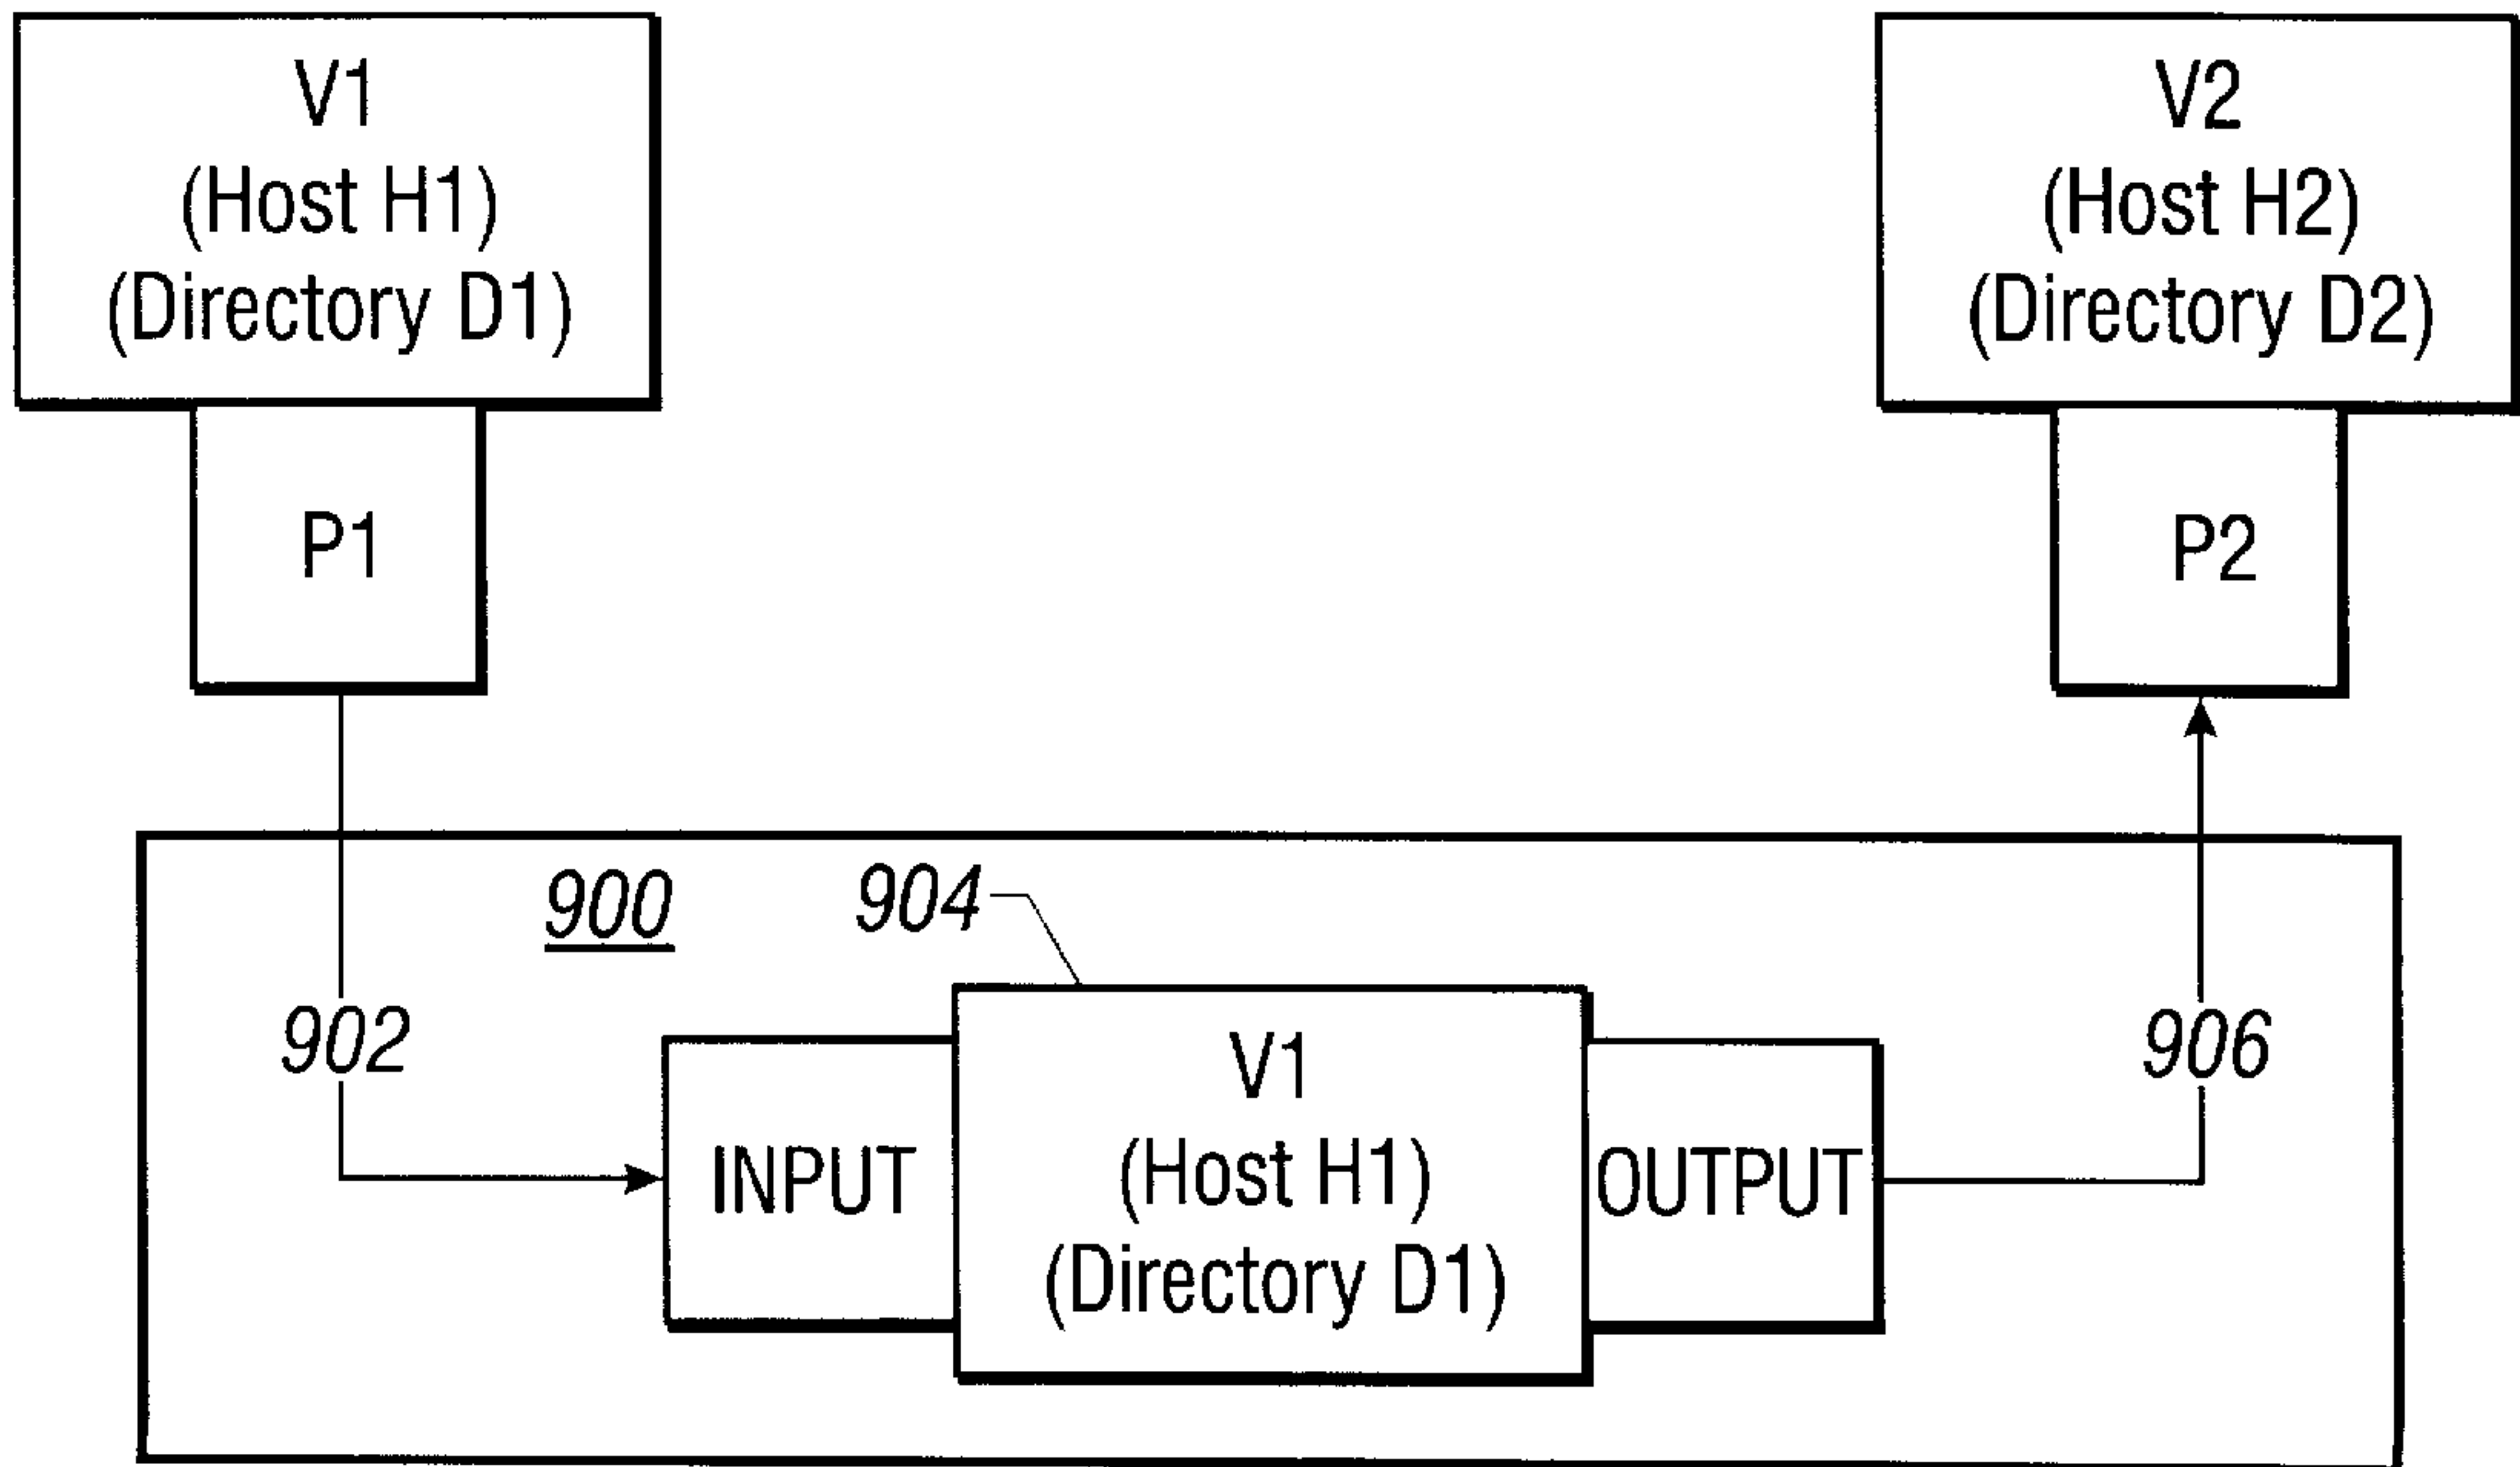 V1
(Host H1)
(Directory D1)
V2
(Host H2)
(Directory D2)
P1
P2
900
904
902
906
INPUT
V1
(Host H1)
(Directory D1)
OUTPUT